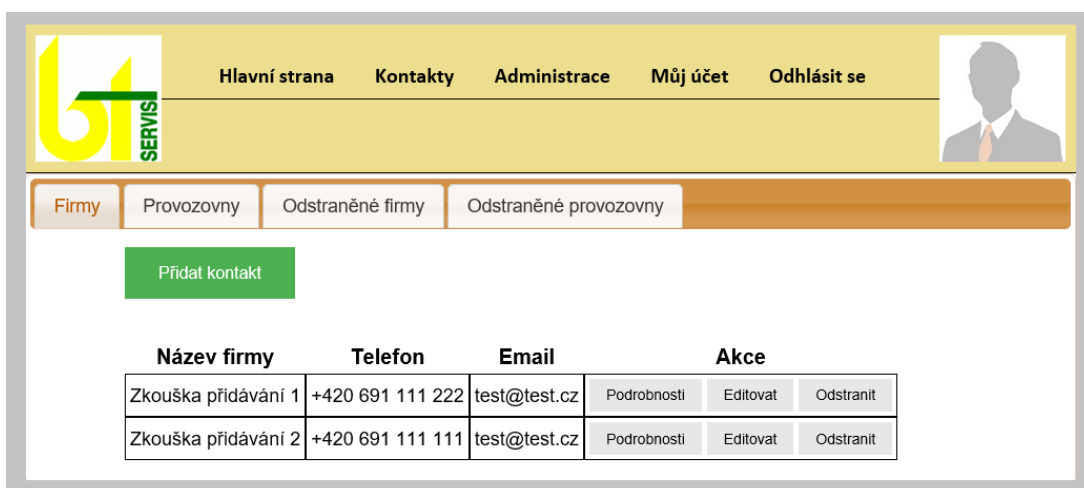 bt
SERVIS
Hlavní strana Kontakty Administrace Můj účet Odhlásit se
Firmy Provozovny Odstraněné firmy Odstraněné provozovny
Přidat kontakt
Název firmy Telefon Email Akce
Zkouška přidávání 1 +420 691 111 222 test@test.cz Podrobnosti Editovat Odstranit
Zkouška přidávání 2 +420 691 111 111 test@test.cz Podrobnosti Editovat Odstranit